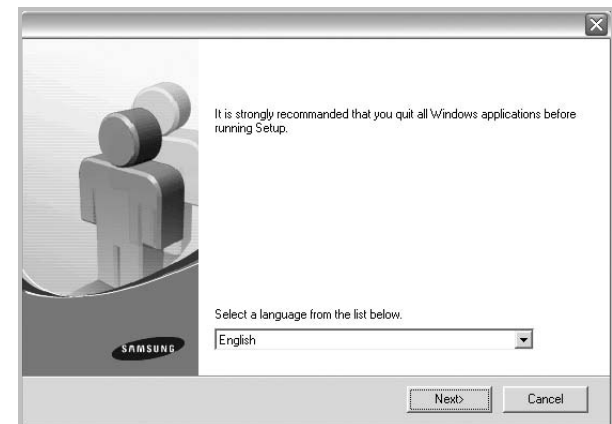 It is strongly recommanded that you quit all Windows applications before
running Setup.
Select a language from the list below.
SAMSUNG
English
Next>
Cancel